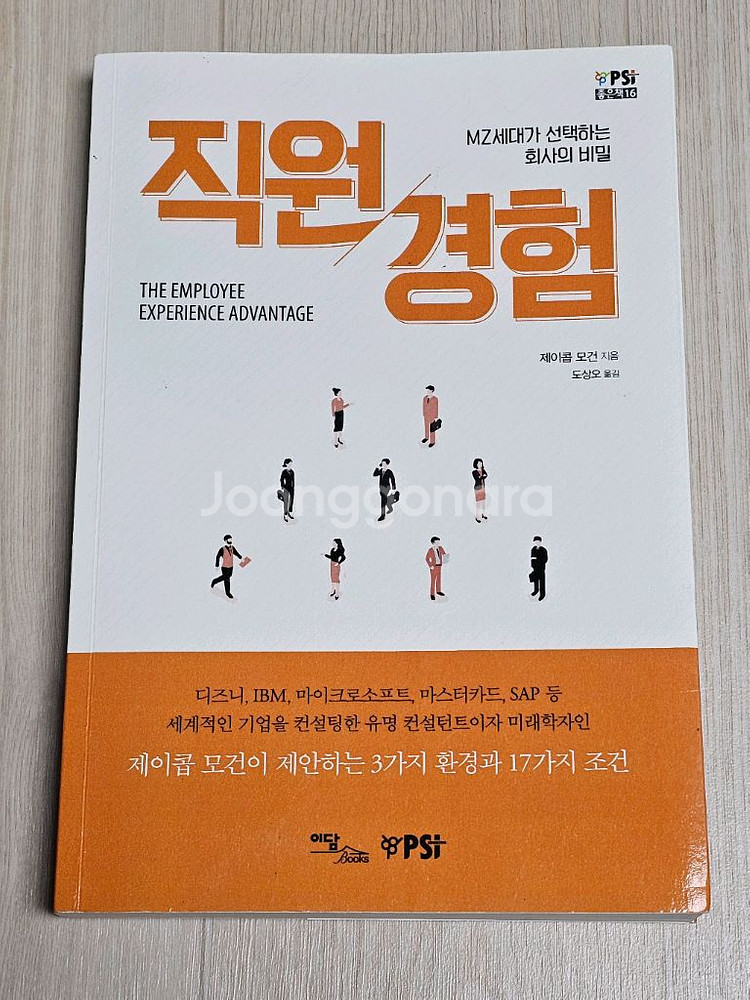 PSi
좋은책16
MZ세대가 선택하는
회사의 비밀
직원
경험
THE EMPLOYEE
EXPERIENCE ADVANTAGE
제이콥 모건 지음
도상오 옮김
Joonggonara
디즈니, IBM, 마이크로소프트, 마스터카드, SAP 등
세계적인 기업을 컨설팅한 유명 컨설턴트이자 미래학자인
제이콥 모건이 제안하는 3가지 환경과 17가지 조건
이담 Books PSi